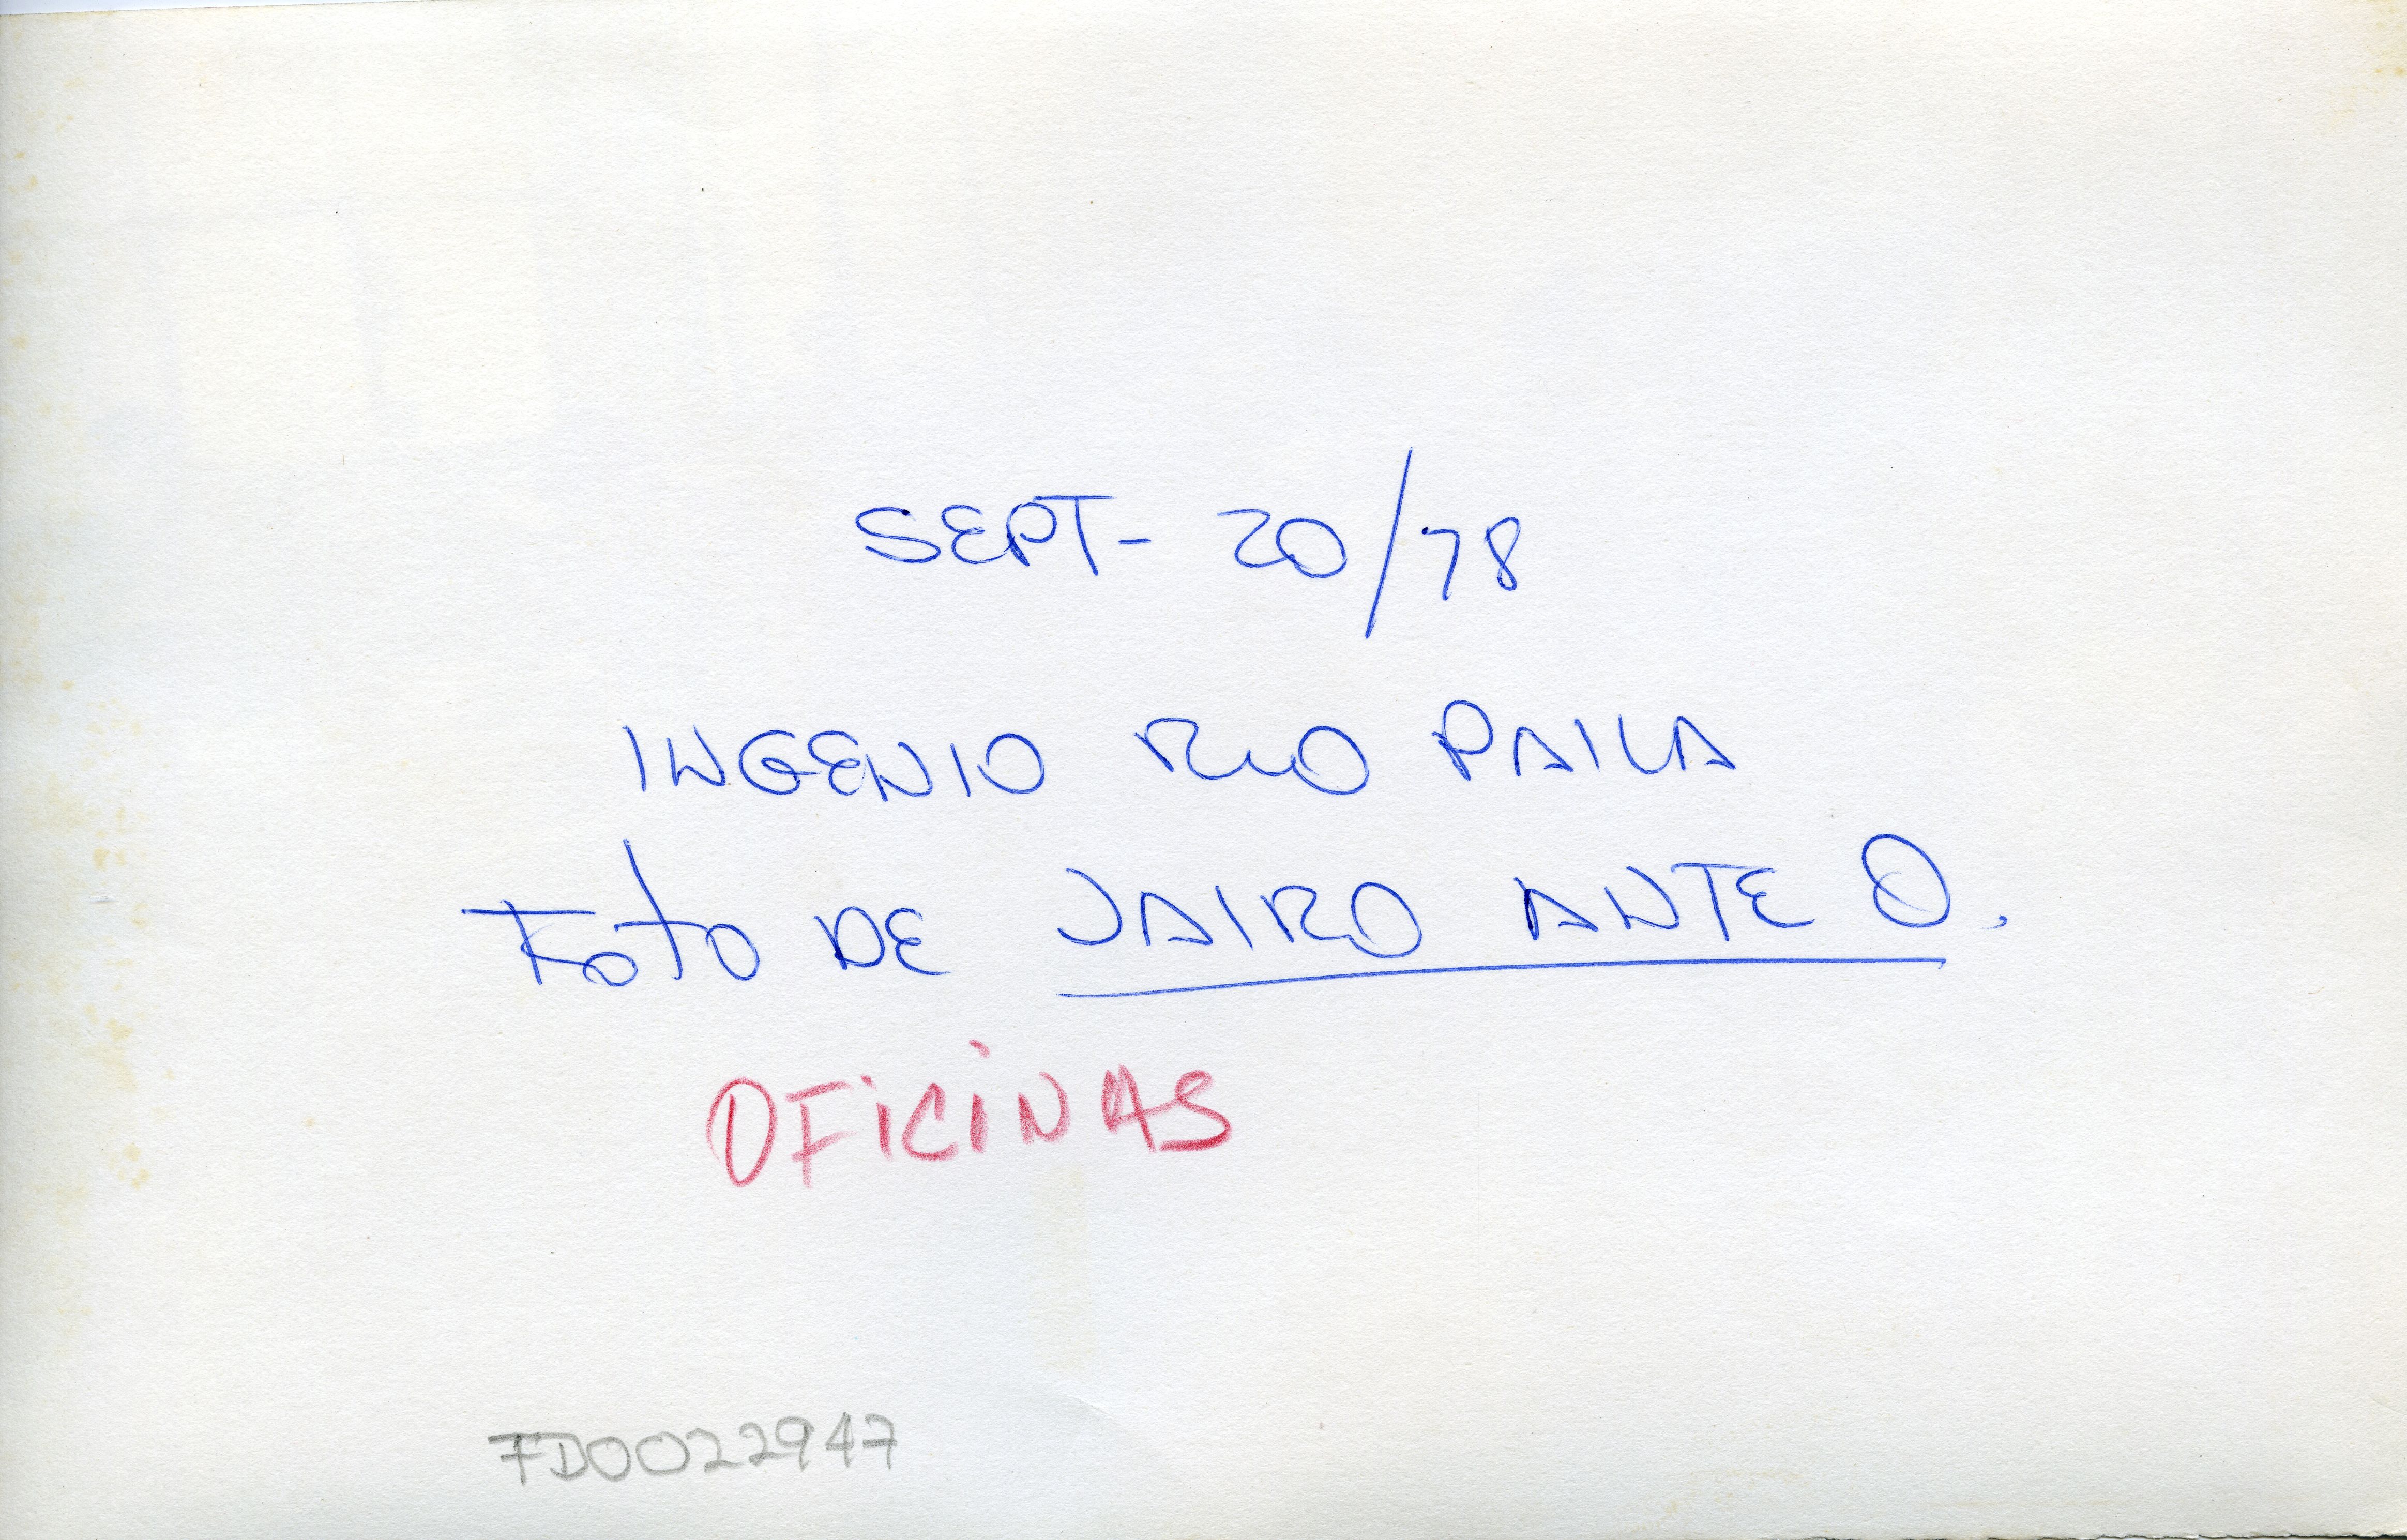 SEPT- 20/78
INGENIO RIO PAILA
Foto DE JAIRO ANTE O.
OFICINAS
FD0022947